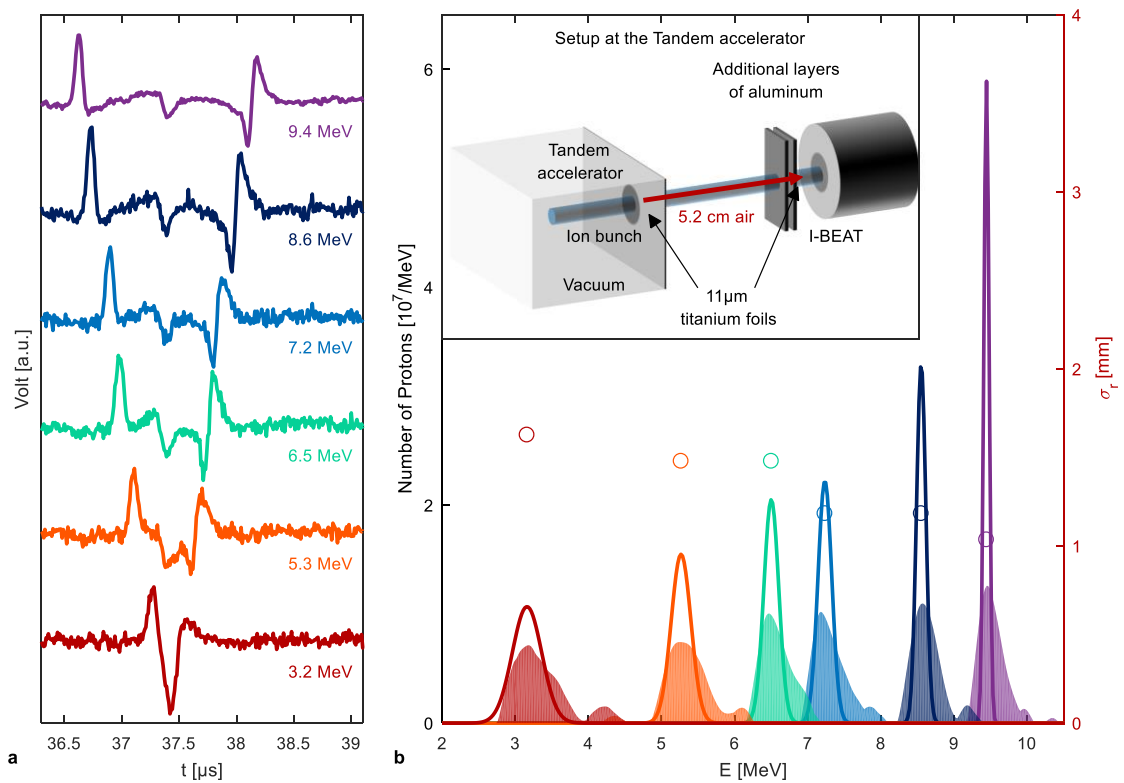 9.4 MeV
8.6 MeV
7.2 MeV
6.5 MeV
5.3 MeV
3.2 MeV
Volt [a.u.]
36.5 37 37.5 38 38.5 39
t [µs]
a
Setup at the Tandem accelerator
Additional layers
of aluminum
Tandem
accelerator
5.2 cm air
Ion bunch
I-BEAT
Vacuum
11µm
titanium foils
Number of Protons [10⁷/MeV]
6
4
2
0
σr [mm]
4
3
2
1
0
2 3 4 5 6 7 8 9 10
E [MeV]
b